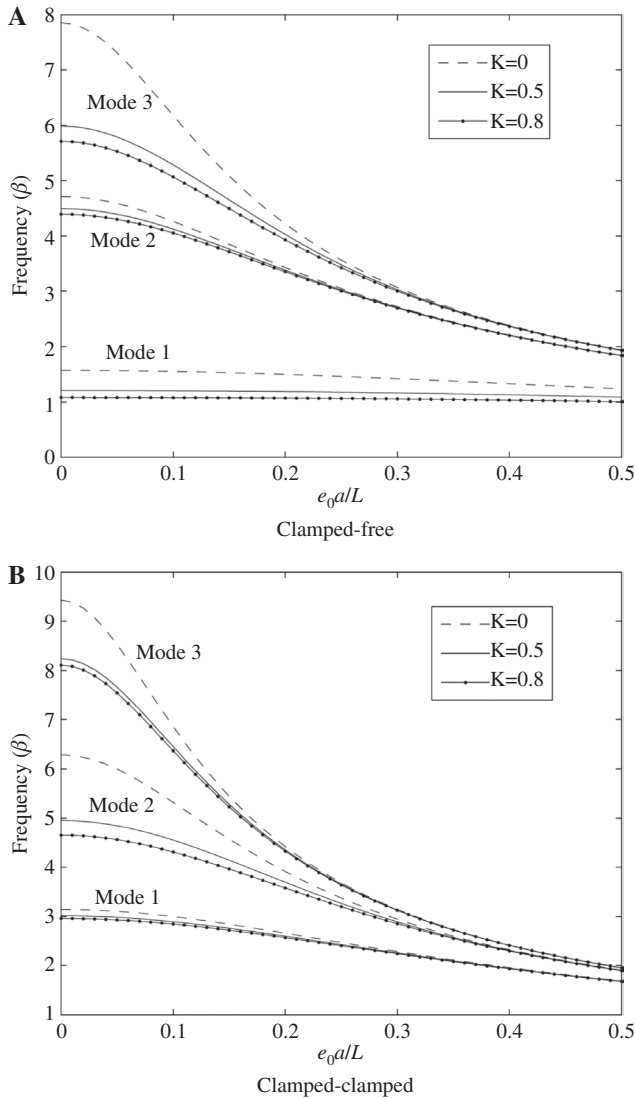 A
8
7
6
5
4
3
2
1
0
Frequency (β)
Mode 3
Mode 2
Mode 1
K=0
K=0.5
K=0.8
0 0.1 0.2 0.3 0.4 0.5
e₀a/L
Clamped-free
B
10
9
8
7
6
5
4
3
2
1
Frequency (β)
Mode 3
Mode 2
Mode 1
K=0
K=0.5
K=0.8
0 0.1 0.2 0.3 0.4 0.5
e₀a/L
Clamped-clamped